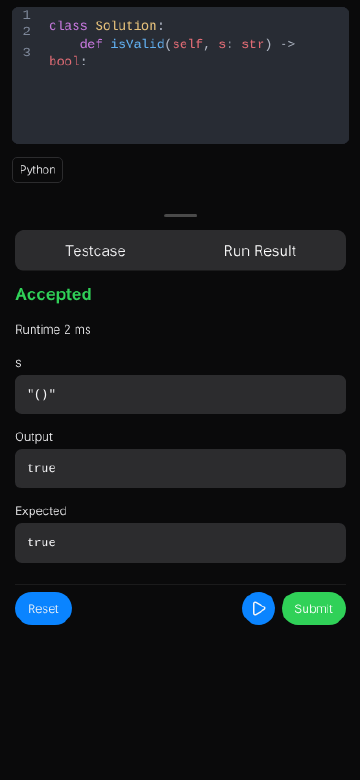 1
class Solution:
2
def isValid(self, s: str) ->
3
bool:
Python
Testcase
Run Result
Accepted
Runtime 2 ms
s
"()"
Output
true
Expected
true
Reset
Submit